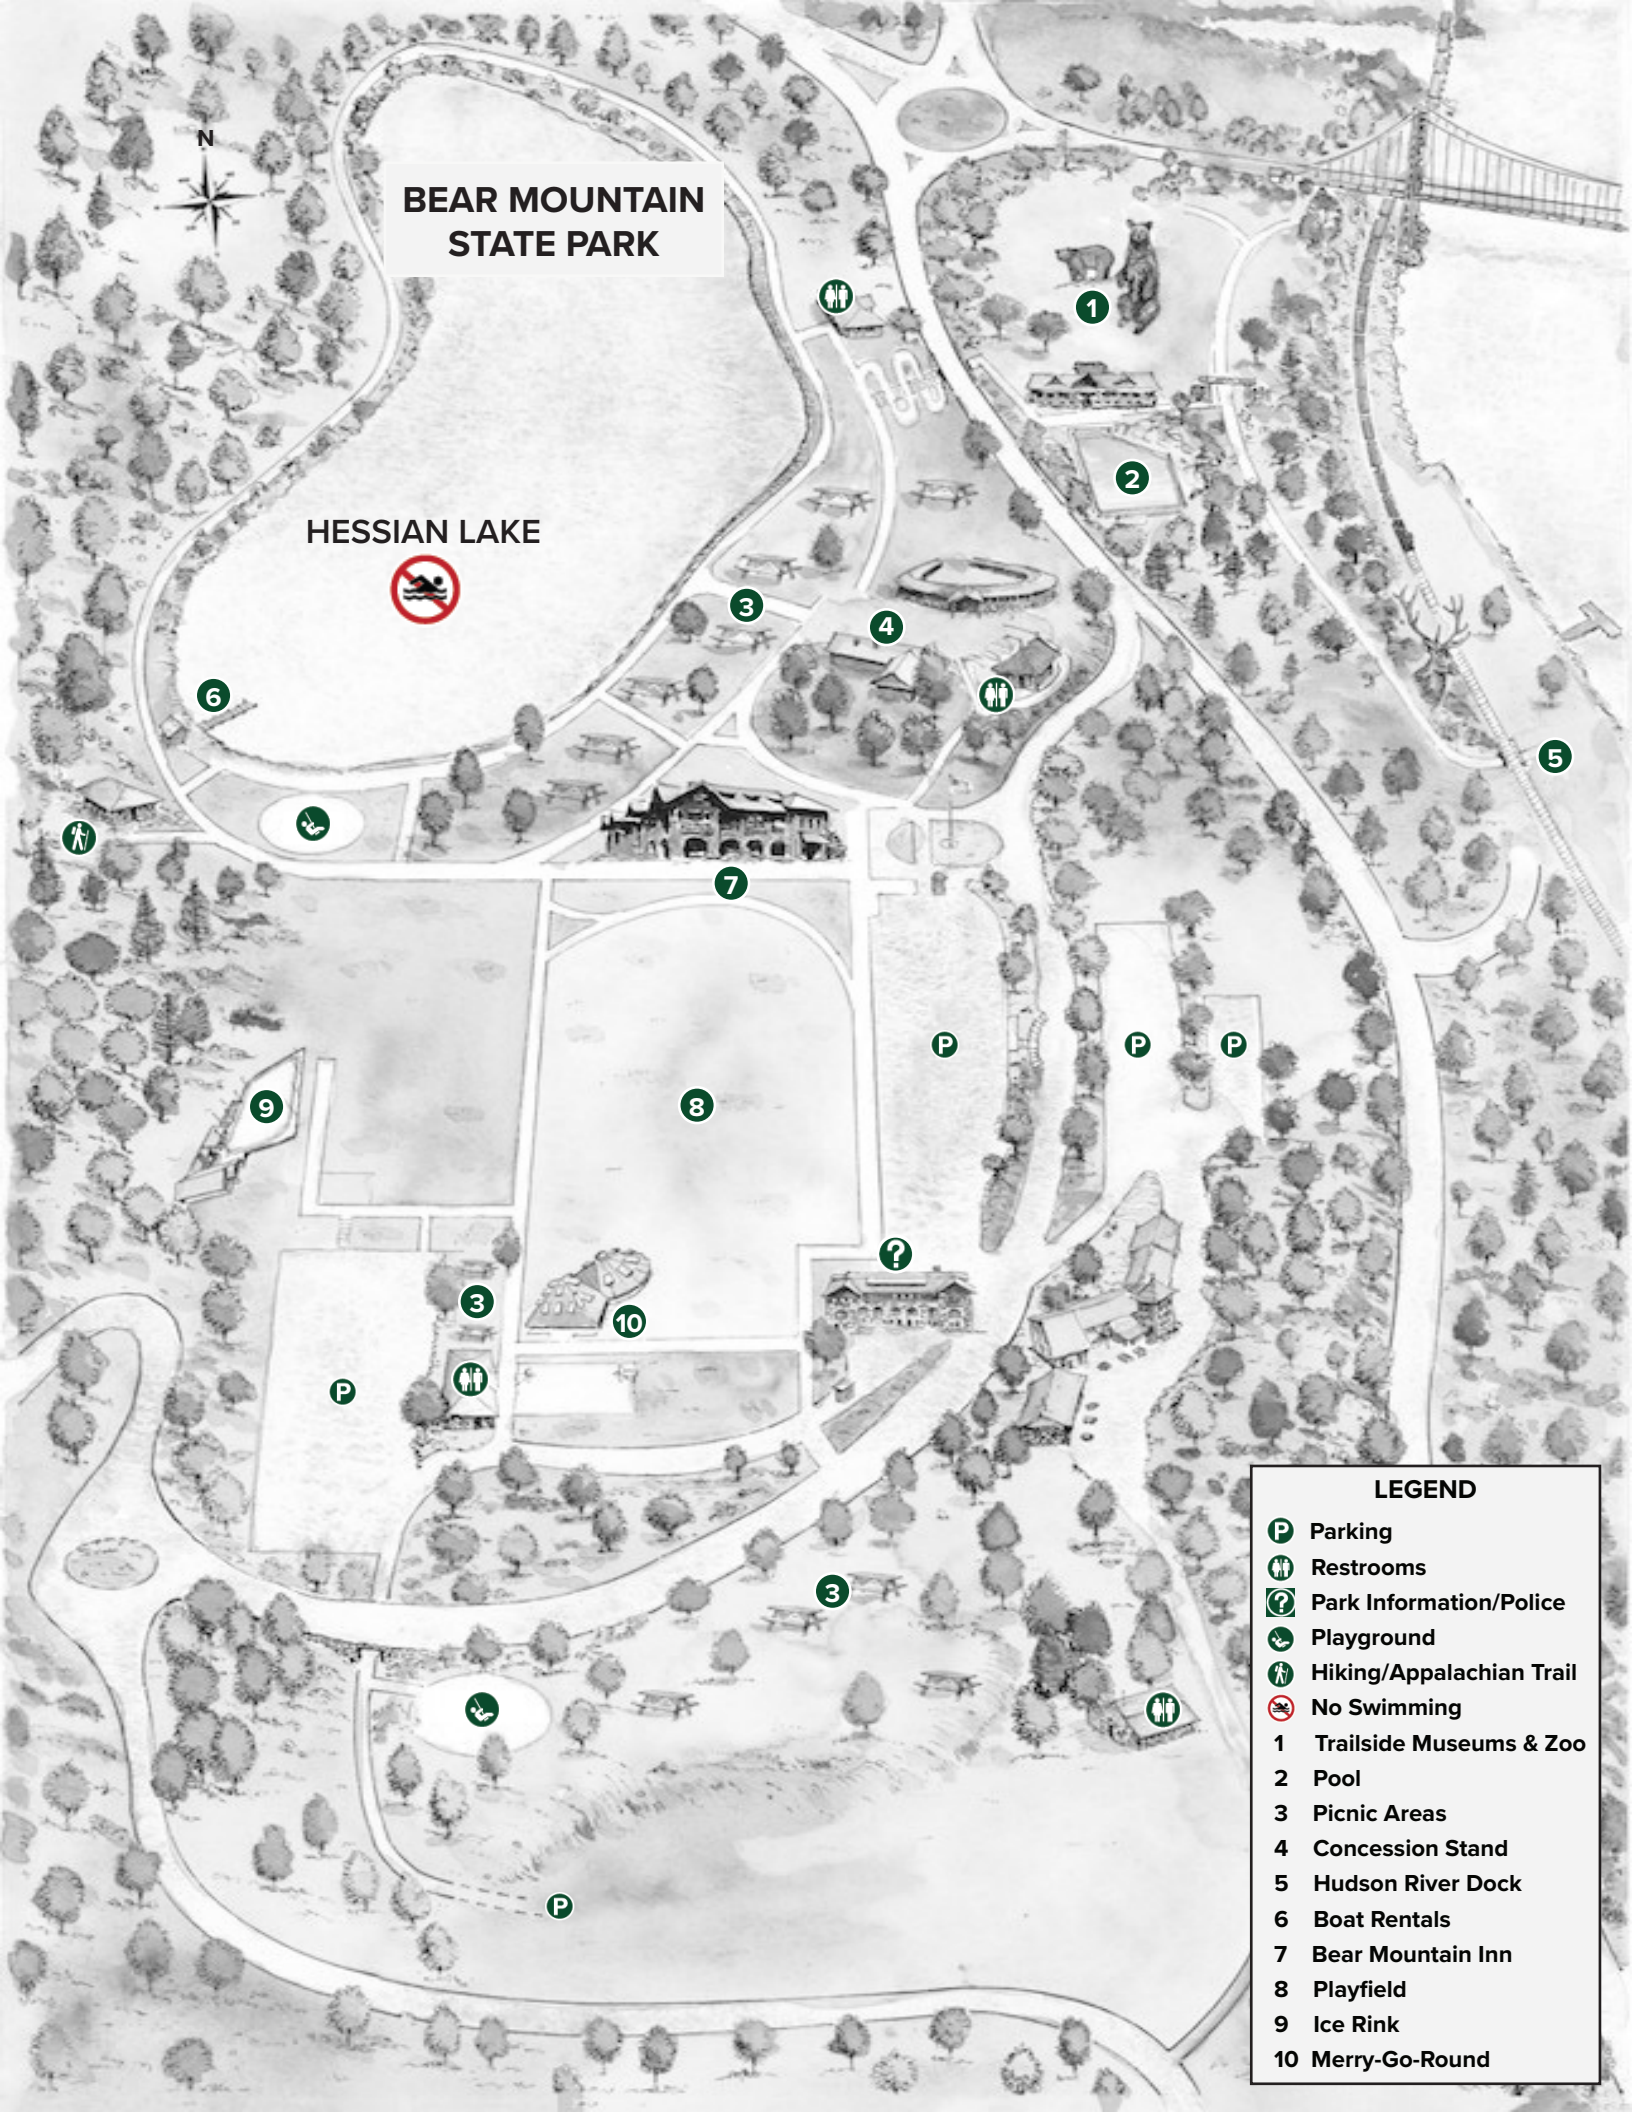 N
BEAR MOUNTAIN
STATE PARK
1
2
HESSIAN LAKE
3
4
6
5
7
P
P
P
8
9
?
3
10
P
3
P
LEGEND
P Parking
Restrooms
? Park Information/Police
Playground
Hiking/Appalachian Trail
No Swimming
1 Trailside Museums & Zoo
2 Pool
3 Picnic Areas
4 Concession Stand
5 Hudson River Dock
6 Boat Rentals
7 Bear Mountain Inn
8 Playfield
9 Ice Rink
10 Merry-Go-Round